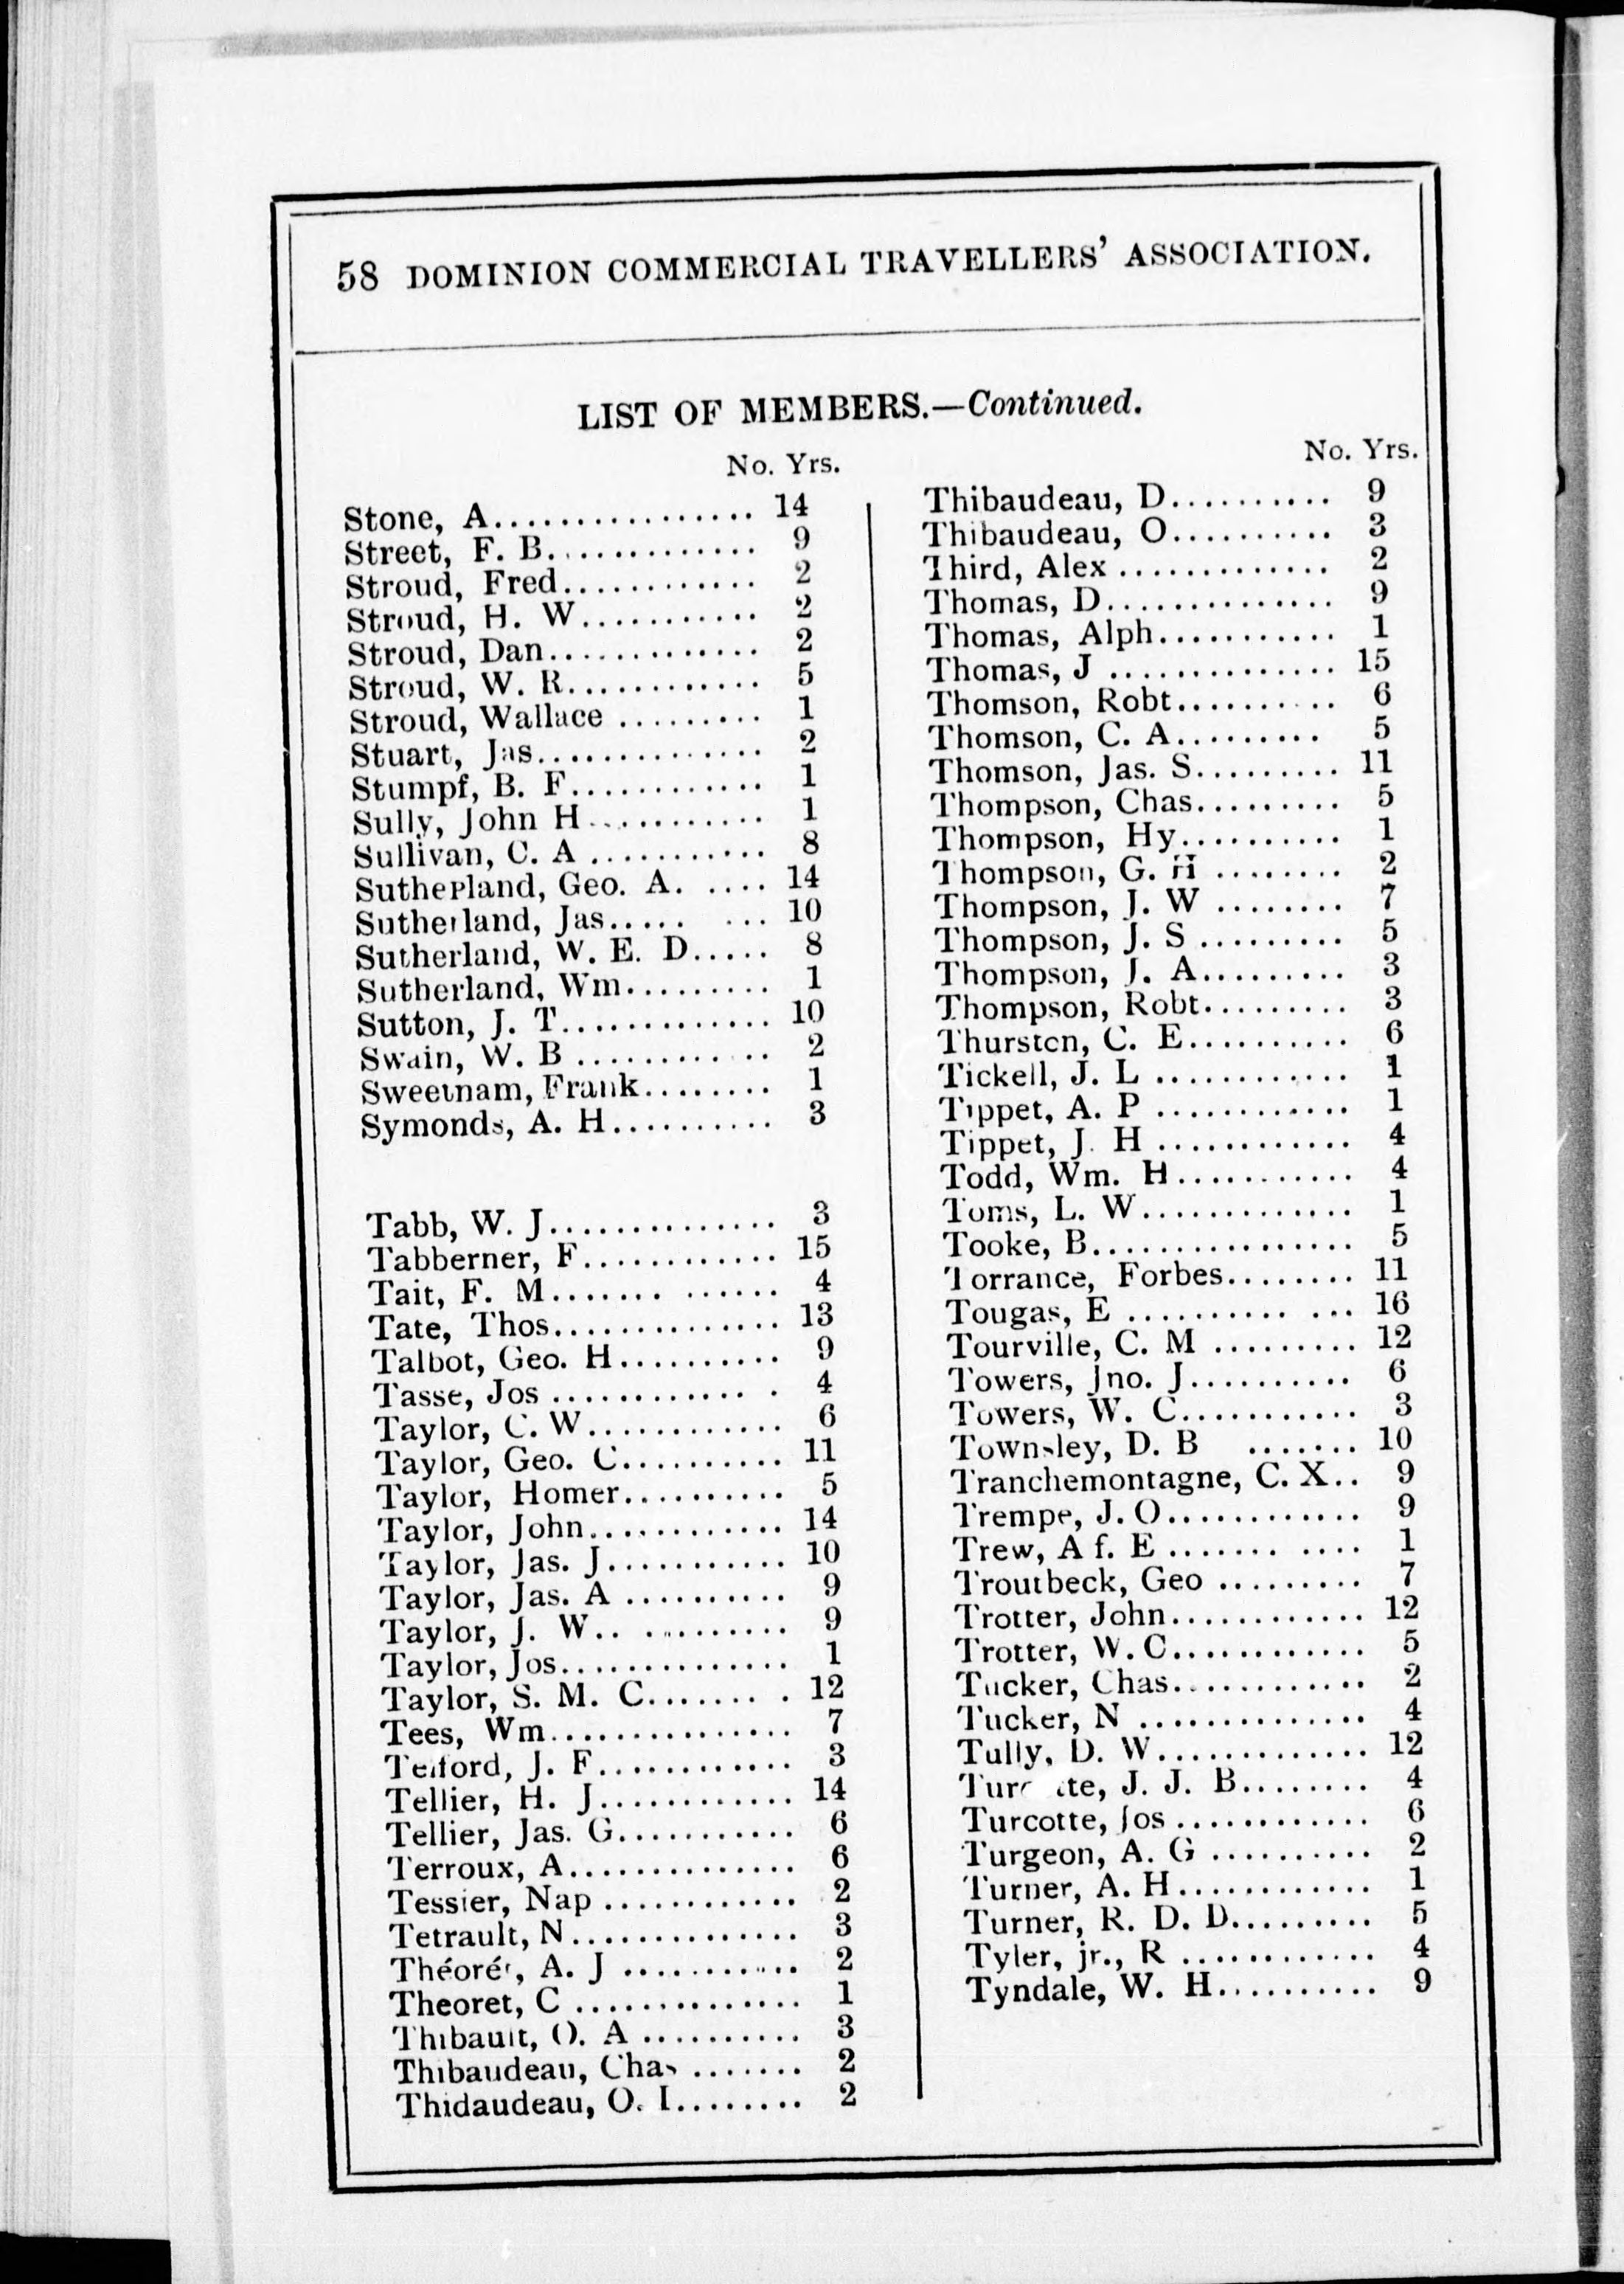 58 DOMINION COMMERCIAL TRAVELLERS' ASSOCIATION.
LIST OF MEMBERS.—Continued.
No. Yrs.
Stone, A................ 14
Street, F. B............. 9
Stroud, Fred............ 2
Stroud, H. W........... 2
Stroud, Dan............. 2
Stroud, W. R............ 5
Stroud, Wallace ......... 1
Stuart, Jas.............. 2
Stumpf, B. F............ 1
Sully, John H........... 1
Sullivan, C. A ........... 8
Sutherland, Geo. A. .... 14
Sutherland, Jas..... ... 10
Sutherland, W. E. D..... 8
Sutherland, Wm......... 1
Sutton, J. T............. 10
Swain, W. B ............ 2
Sweetnam, Frank........ 1
Symonds, A. H.......... 3
Tabb, W. J.............. 3
Tabberner, F............ 15
Tait, F. M....... ...... 4
Tate, Thos.............. 13
Talbot, Geo. H.......... 9
Tasse, Jos ............ . 4
Taylor, C. W............ 6
Taylor, Geo. C.......... 11
Taylor, Homer.......... 5
Taylor, John............ 14
Taylor, Jas. J........... 10
Taylor, Jas. A .......... 9
Taylor, J. W.. ......... 9
Taylor, Jos.............. 1
Taylor, S. M. C....... . 12
Tees, Wm............... 7
Telford, J. F............ 3
Tellier, H. J............ 14
Tellier, Jas. G........... 6
Terroux, A.............. 6
Tessier, Nap ............ 2
Tetrault, N.............. 3
A. J ........... 2
Theoret, C .............. 1
Thibault, O. A .......... 3
Thibaudeau, Chas ....... 2
Thidaudeau, O. I........ 2
No. Yrs.
Thibaudeau, D.......... 9
Thibaudeau, O.......... 3
Third, Alex ............. 2
Thomas, D.............. 9
Thomas, Alph........... 1
Thomas, J .............. 15
Thomson, Robt.......... 6
Thomson, C. A......... 5
Thomson, Jas. S......... 11
Thompson, Chas......... 5
Thompson, Hy.......... 1
Thompson, G. H ........ 2
Thompson, J. W ........ 7
Thompson, J. S ......... 5
Thompson, J. A......... 3
Thompson, Robt......... 3
Thurston, C. E.......... 6
Tickell, J. L ............ 1
Tippet, A. P ............ 1
Tippet, J. H ............ 4
Todd, Wm. H........... 4
Toms, L. W............. 1
Tooke, B................ 5
Torrance, Forbes........ 11
Tougas, E .......... ... 16
Tourville, C. M ......... 12
Towers, Jno. J.......... 6
Towers, W. C........... 3
Townsley, D. B ....... 10
Tranchemontagne, C. X.. 9
Trempe, J. O............ 9
Trew, A f. E ....... .... 1
Troutbeck, Geo ......... 7
Trotter, John............ 12
Trotter, W. C............ 5
Tucker, Chas............ 2
Tucker, N .............. 4
Tully, D. W............. 12
J. J. B........ 4
Turcotte, Jos ............ 6
Turgeon, A. G .......... 2
Turner, A. H............ 1
Turner, R. D. D......... 5
Tyler, jr., R ............ 4
Tyndale, W. H.......... 9